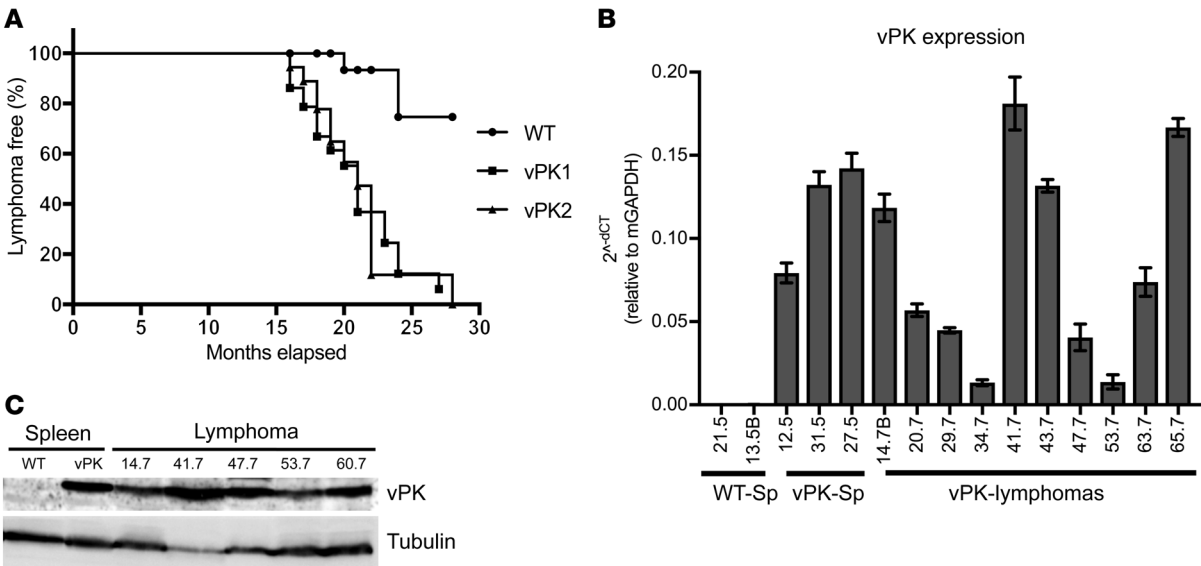 A
Lymphoma free (%)
100
80
60
40
20
0
0 5 10 15 20 25 30
Months elapsed
WT
vPK1
vPK2
B
vPK expression
2^-dCT
(relative to mGAPDH)
0.20
0.15
0.10
0.05
0.00
21.5 13.5B 12.5 31.5 27.5 14.7B 20.7 29.7 34.7 41.7 43.7 47.7 53.7 63.7 65.7
WT-Sp vPK-Sp vPK-lymphomas
C
Spleen Lymphoma
WT vPK 14.7 41.7 47.7 53.7 60.7
vPK
Tubulin